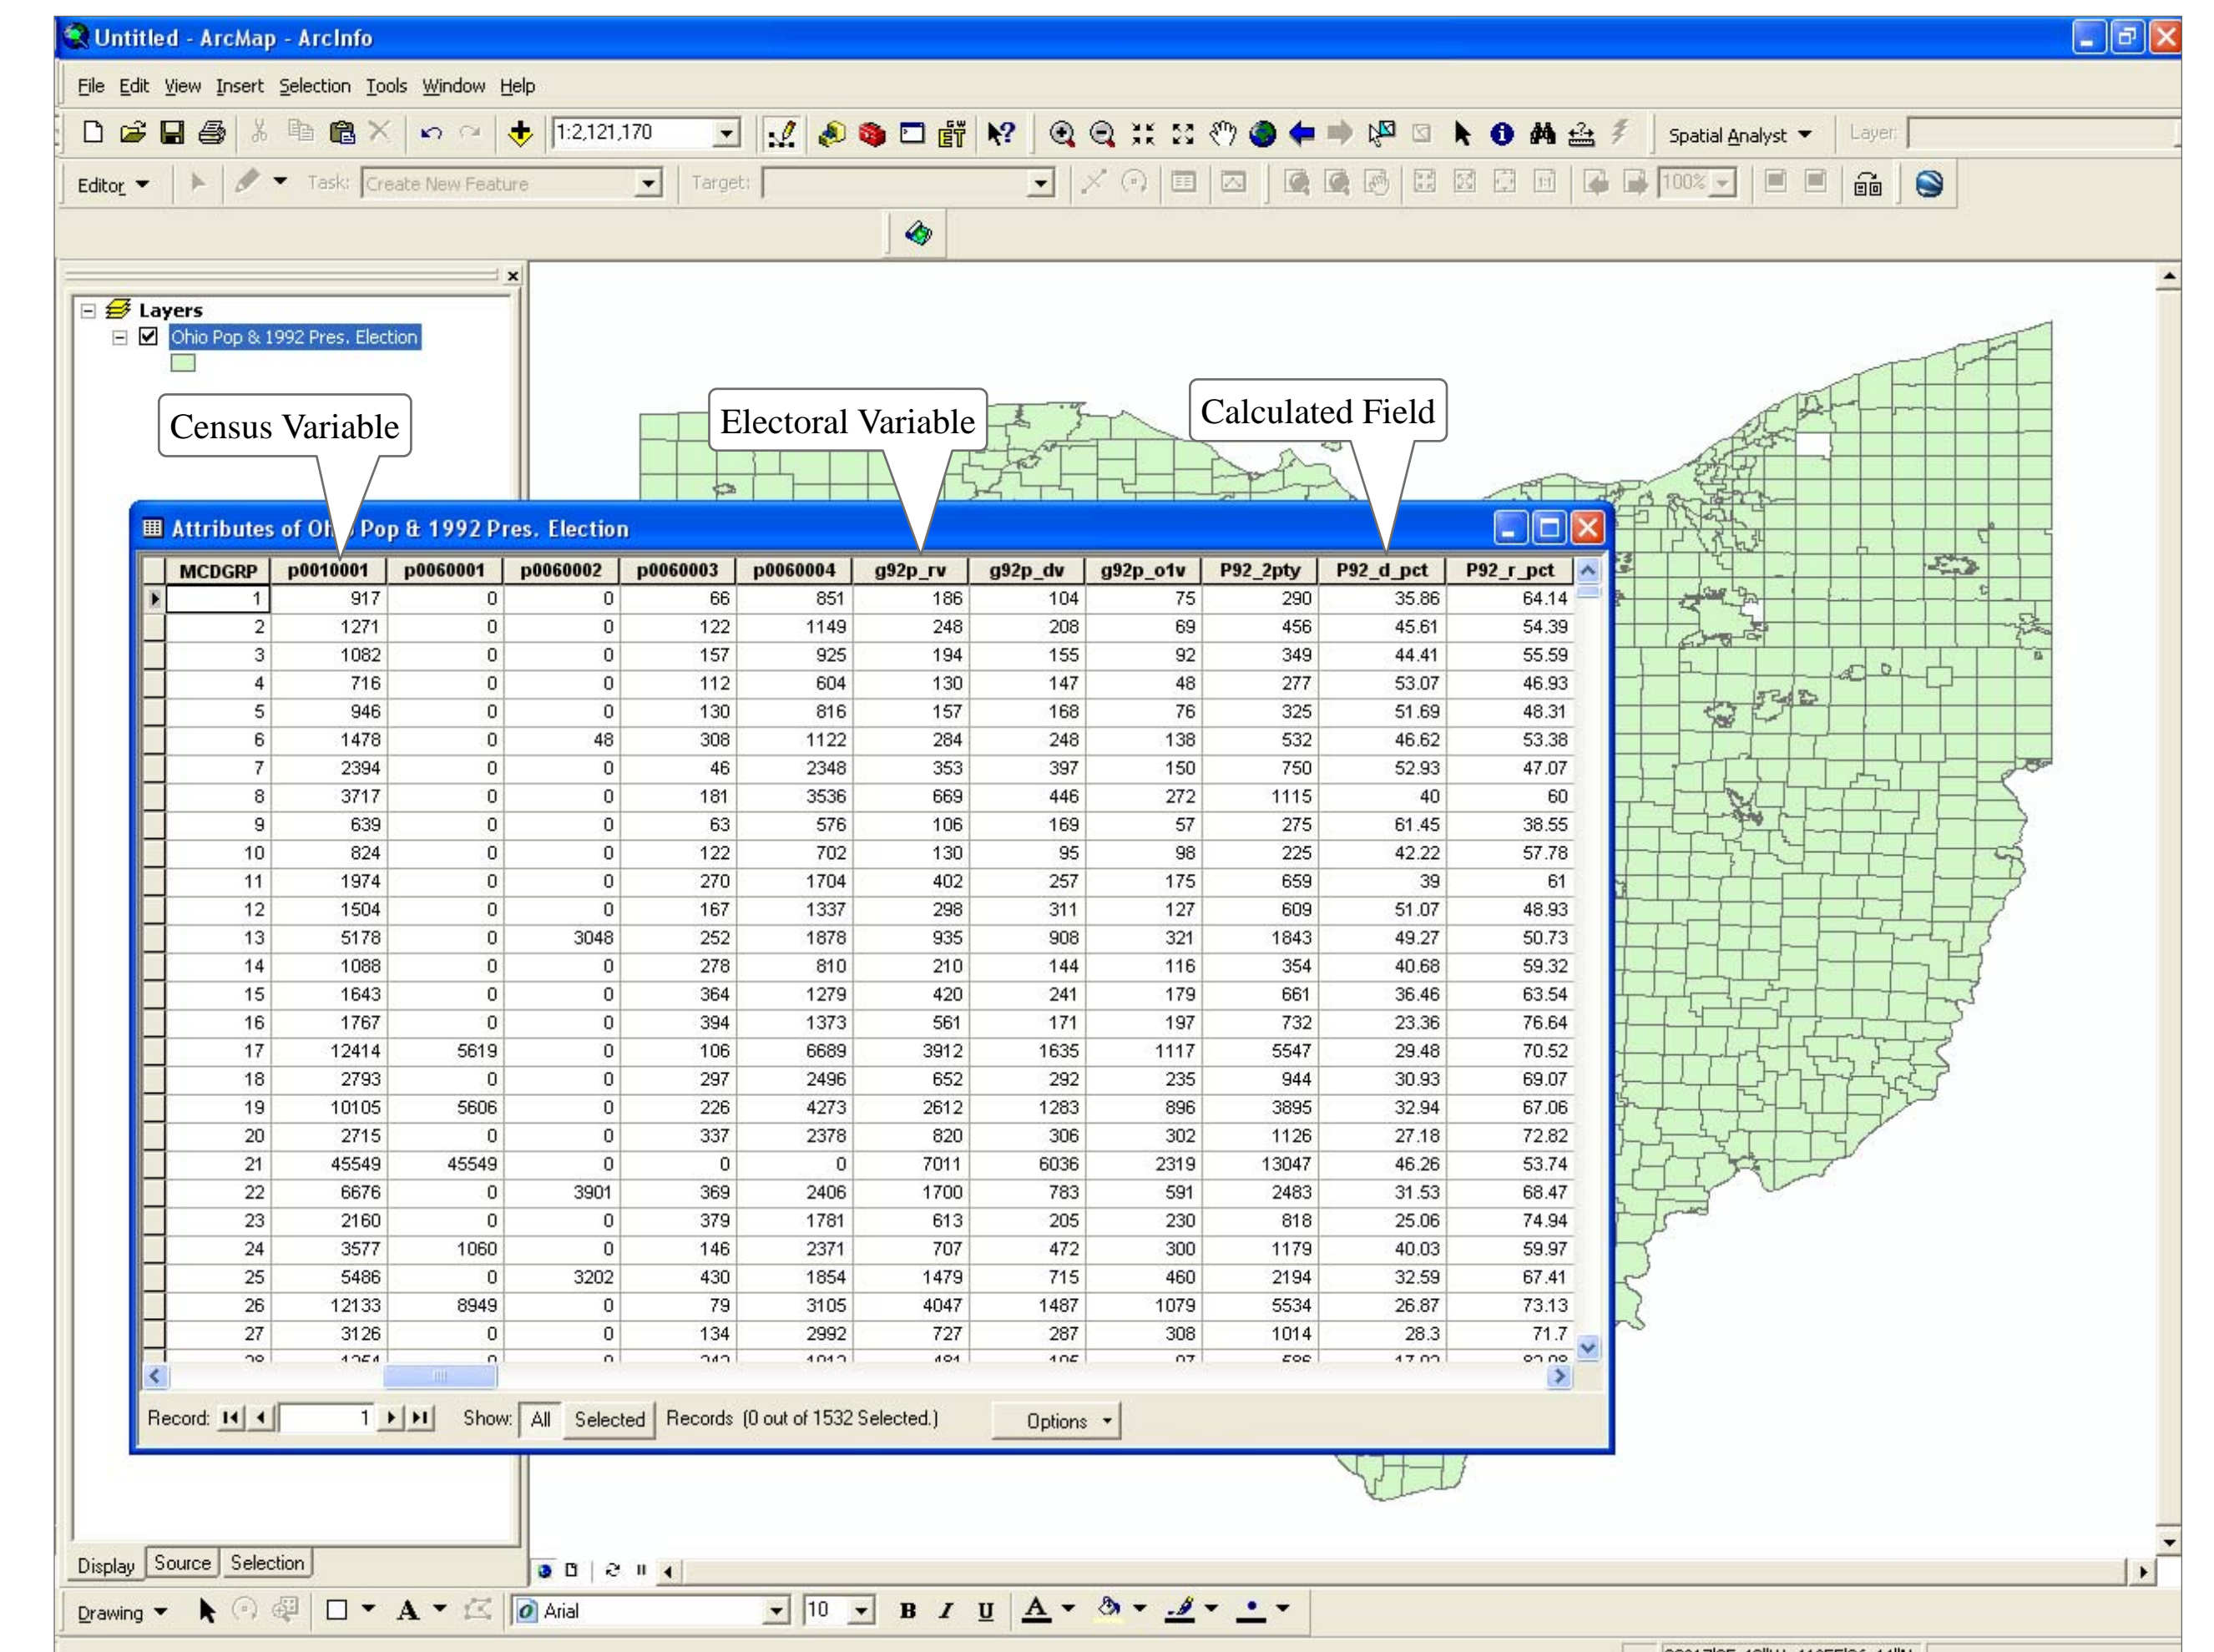 Untitled - ArcMap - ArcInfo
File Edit View Insert Selection Tools Window Help
1:2,121,170
Spatial Analyst
Layer:
Editor
Task: Create New Feature
Target:
100%
Layers
Ohio Pop & 1992 Pres. Election
Census Variable
Electoral Variable
Calculated Field
Attributes of Pop & 1992 Pres. Election
MCDGRP p0010001 p0060001 p0060002 p0060003 p0060004 g92p_rv g92p_dv g92p_o1v P92_2pty P92_d_pct P92_r_pct
1 917 0 0 66 851 186 104 75 290 35.86 64.14
2 1271 0 0 122 1149 248 208 69 456 45.61 54.39
3 1082 0 0 157 925 194 155 92 349 44.41 55.59
4 716 0 0 112 604 130 147 48 277 53.07 46.93
5 946 0 0 130 816 157 168 76 325 51.69 48.31
6 1478 0 48 308 1122 284 248 138 532 46.62 53.38
7 2394 0 0 46 2348 353 397 150 750 52.93 47.07
8 3717 0 0 181 3536 669 446 272 1115 40 60
9 639 0 0 63 576 106 169 57 275 61.45 38.55
10 824 0 0 122 702 130 95 98 225 42.22 57.78
11 1974 0 0 270 1704 402 257 175 659 39 61
12 1504 0 0 167 1337 298 311 127 609 51.07 48.93
13 5178 0 3048 252 1878 935 908 321 1843 49.27 50.73
14 1088 0 0 278 810 210 144 116 354 40.68 59.32
15 1643 0 0 364 1279 420 241 179 661 36.46 63.54
16 1767 0 0 394 1373 561 171 197 732 23.36 76.64
17 12414 5619 0 106 6689 3912 1635 1117 5547 29.48 70.52
18 2793 0 0 297 2496 652 292 235 944 30.93 69.07
19 10105 5606 0 226 4273 2612 1283 896 3895 32.94 67.06
20 2715 0 0 337 2378 820 306 302 1126 27.18 72.82
21 45549 45549 0 0 0 7011 6036 2319 13047 46.26 53.74
22 6676 0 3901 369 2406 1700 783 591 2483 31.53 68.47
23 2160 0 0 379 1781 613 205 230 818 25.06 74.94
24 3577 1060 0 146 2371 707 472 300 1179 40.03 59.97
25 5486 0 3202 430 1854 1479 715 460 2194 32.59 67.41
26 12133 8949 0 79 3105 4047 1487 1079 5534 26.87 73.13
27 3126 0 0 134 2992 727 287 308 1014 28.3 71.7
Record: 1 Show: All Selected Records (0 out of 1532 Selected.) Options
Display Source Selection
Drawing A Arial 10 B I U A